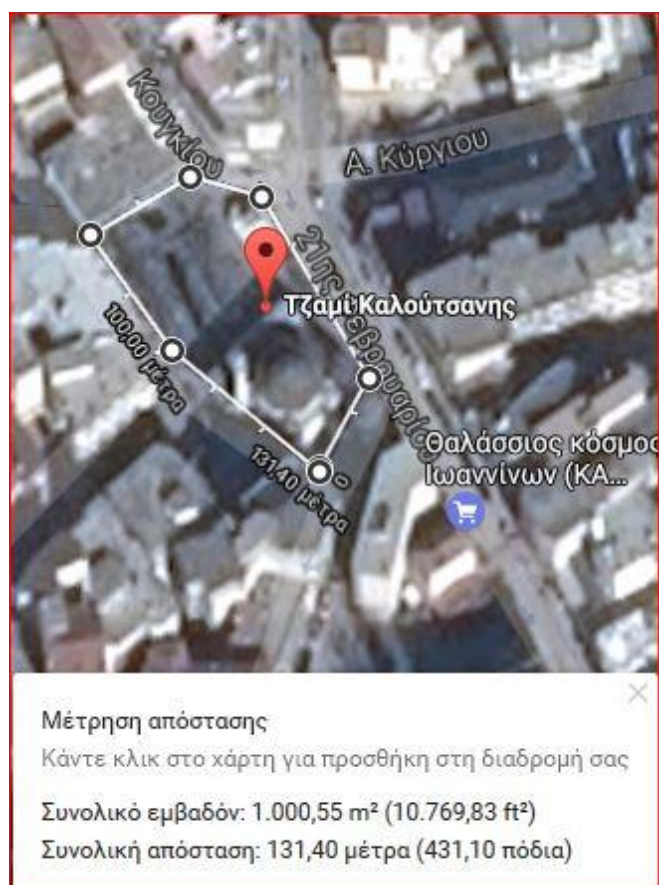 Κουγκίου
Α. Κύργιου
21ης Φεβρουαρίου
Τζαμί Καλούτσανης
100,00 μέτρα
131,40 μέτρα
0
Θαλάσσιος κόσμος
Ιωαννίνων (ΚΑ...
Μέτρηση απόστασης
Κάντε κλικ στο χάρτη για προσθήκη στη διαδρομή σας
Συνολικό εμβαδόν: 1.000,55 m² (10.769,83 ft²)
Συνολική απόσταση: 131,40 μέτρα (431,10 πόδια)